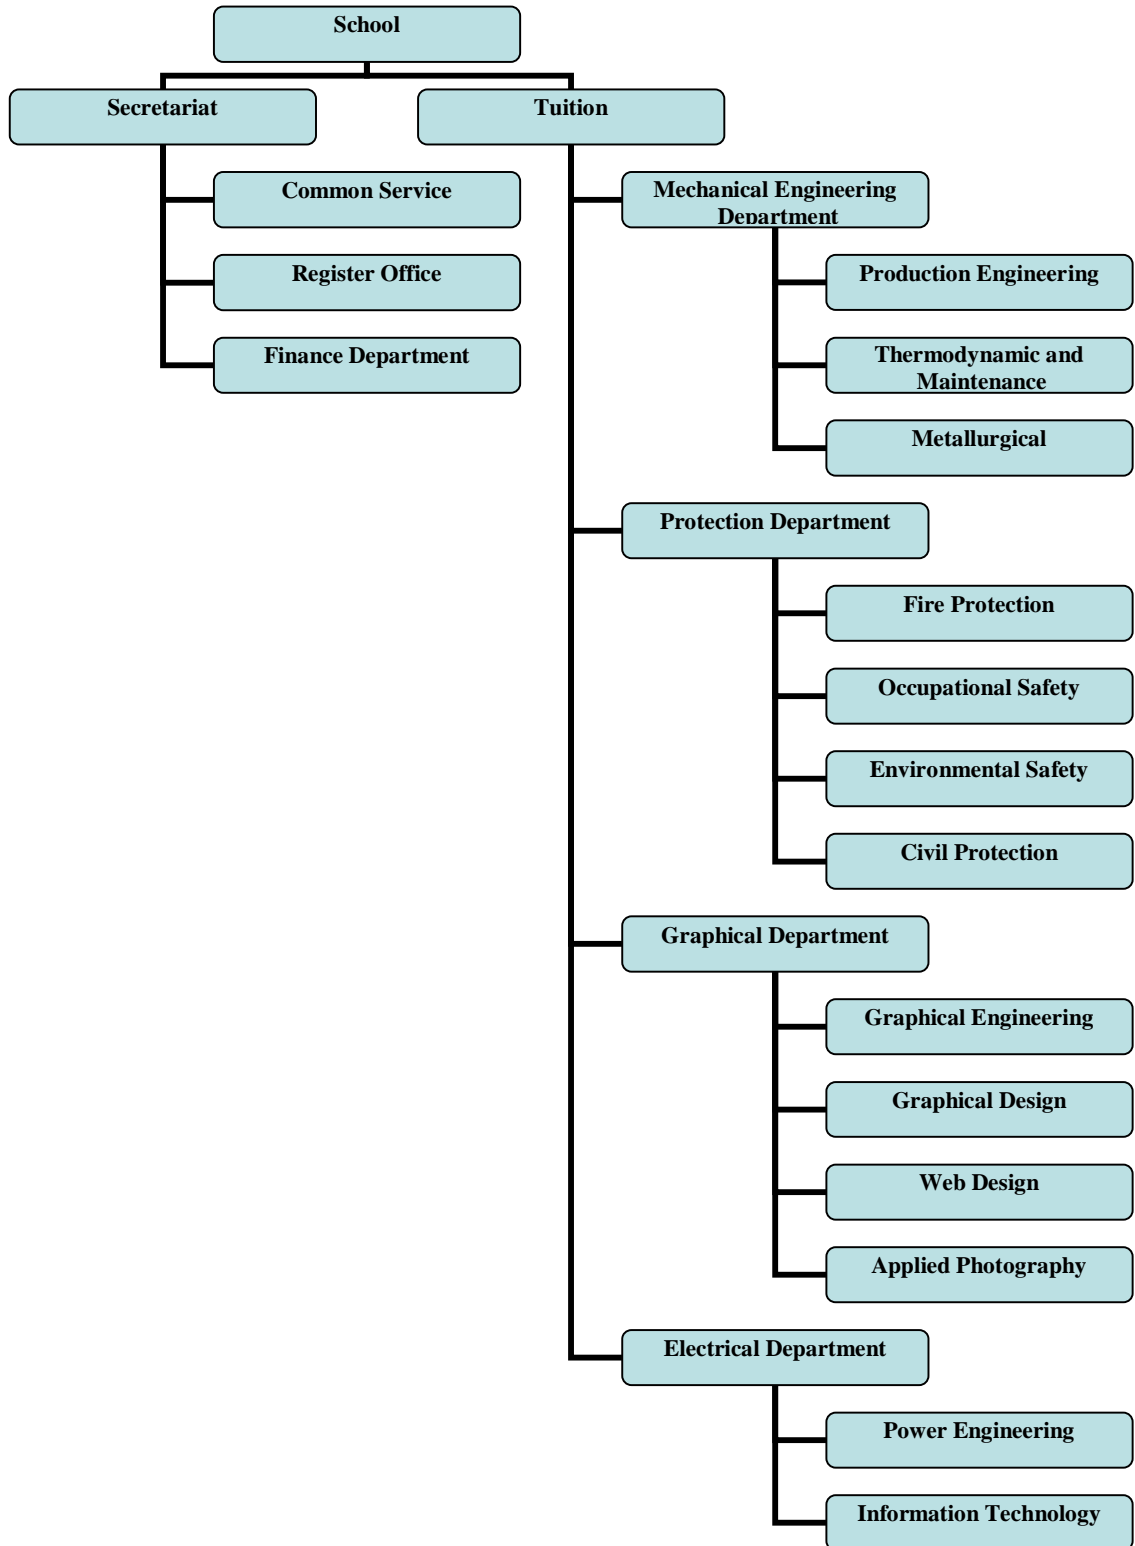 School
Secretariat
Tuition
Common Service
Mechanical Engineering
Department
Register Office
Production Engineering
Finance Department
Thermodynamic and
Maintenance
Metallurgical
Protection Department
Fire Protection
Occupational Safety
Environmental Safety
Civil Protection
Graphical Department
Graphical Engineering
Graphical Design
Web Design
Applied Photography
Electrical Department
Power Engineering
Information Technology